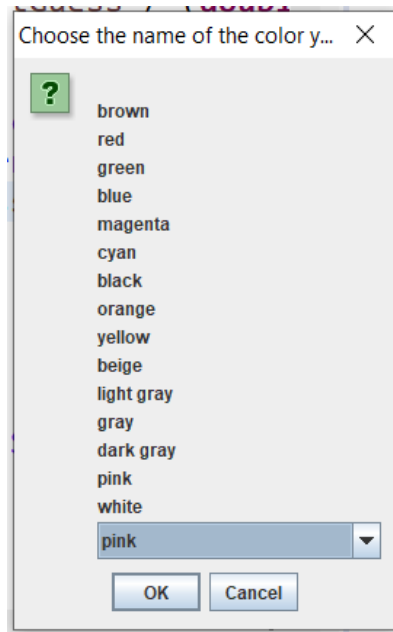 Choose the name of the color y...
?
brown
red
green
blue
magenta
cyan
black
orange
yellow
beige
light gray
gray
dark gray
pink
white
pink
OK
Cancel